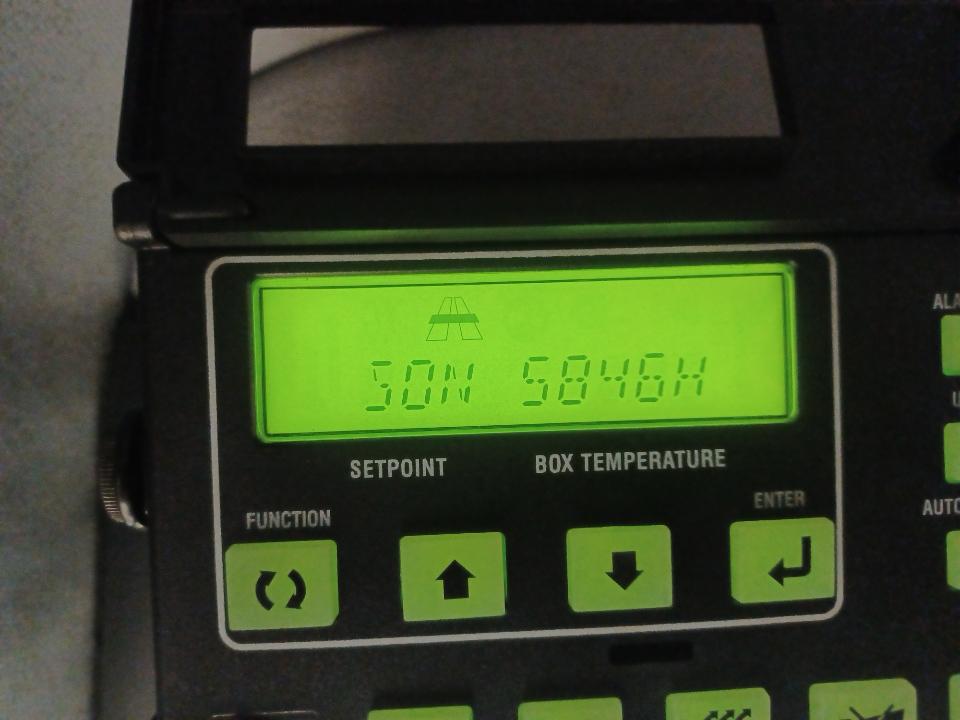 SON 5846H
SETPOINT BOX TEMPERATURE
FUNCTION ENTER